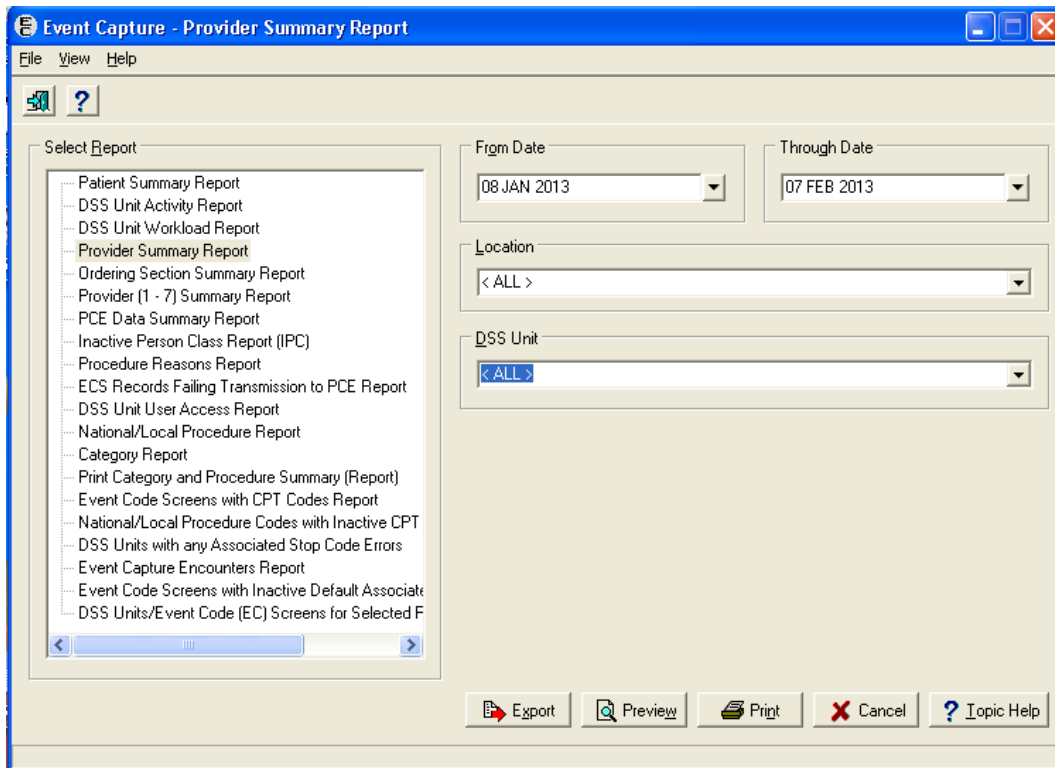 Event Capture - Provider Summary Report
File View Help
Select Report
Patient Summary Report
DSS Unit Activity Report
DSS Unit Workload Report
Provider Summary Report
Ordering Section Summary Report
Provider (1 - 7) Summary Report
PCE Data Summary Report
Inactive Person Class Report (IPC)
Procedure Reasons Report
ECS Records Failing Transmission to PCE Report
DSS Unit User Access Report
National/Local Procedure Report
Category Report
Print Category and Procedure Summary (Report)
Event Code Screens with CPT Codes Report
National/Local Procedure Codes with Inactive CPT
DSS Units with any Associated Stop Code Errors
Event Capture Encounters Report
Event Code Screens with Inactive Default Associate
DSS Units/Event Code (EC) Screens for Selected F
From Date
08 JAN 2013
Through Date
07 FEB 2013
Location
< ALL >
DSS Unit
< ALL >
Export Preview Print Cancel ? Topic Help